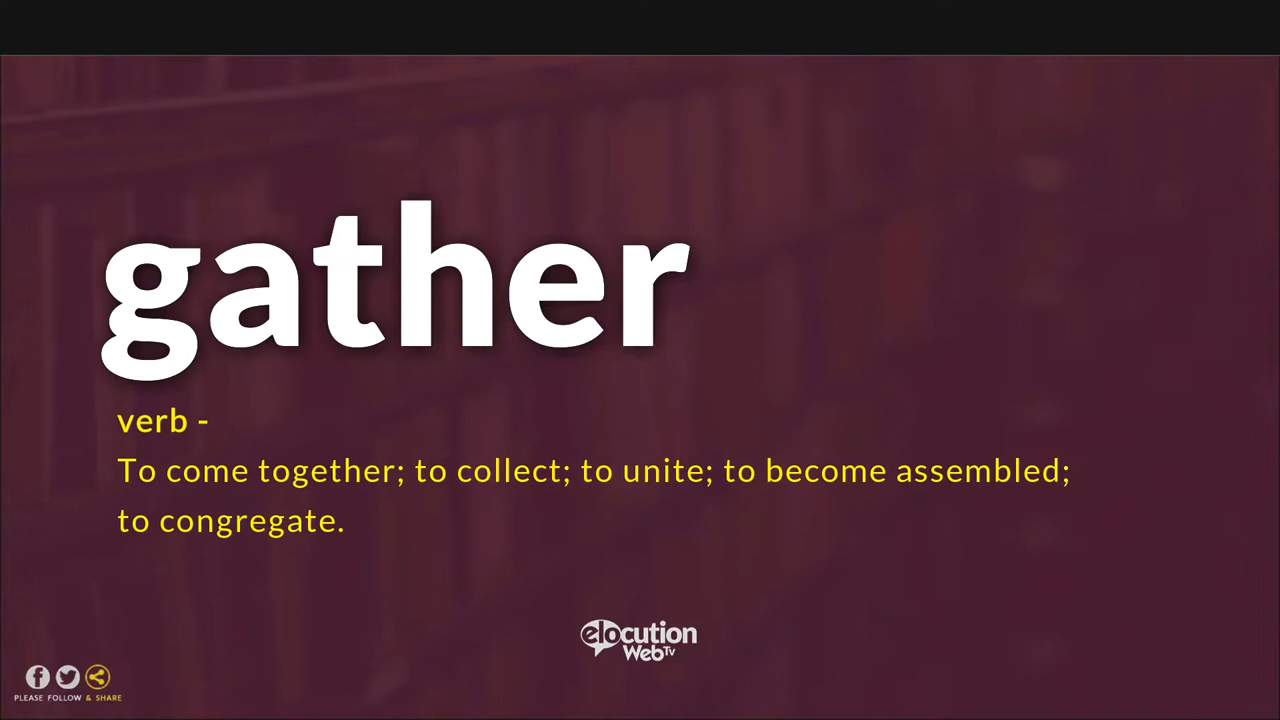 gather
verb -
To come together; to collect; to unite; to become assembled;
to congregate.
elocution
WebTv
PLEASE FOLLOW & SHARE